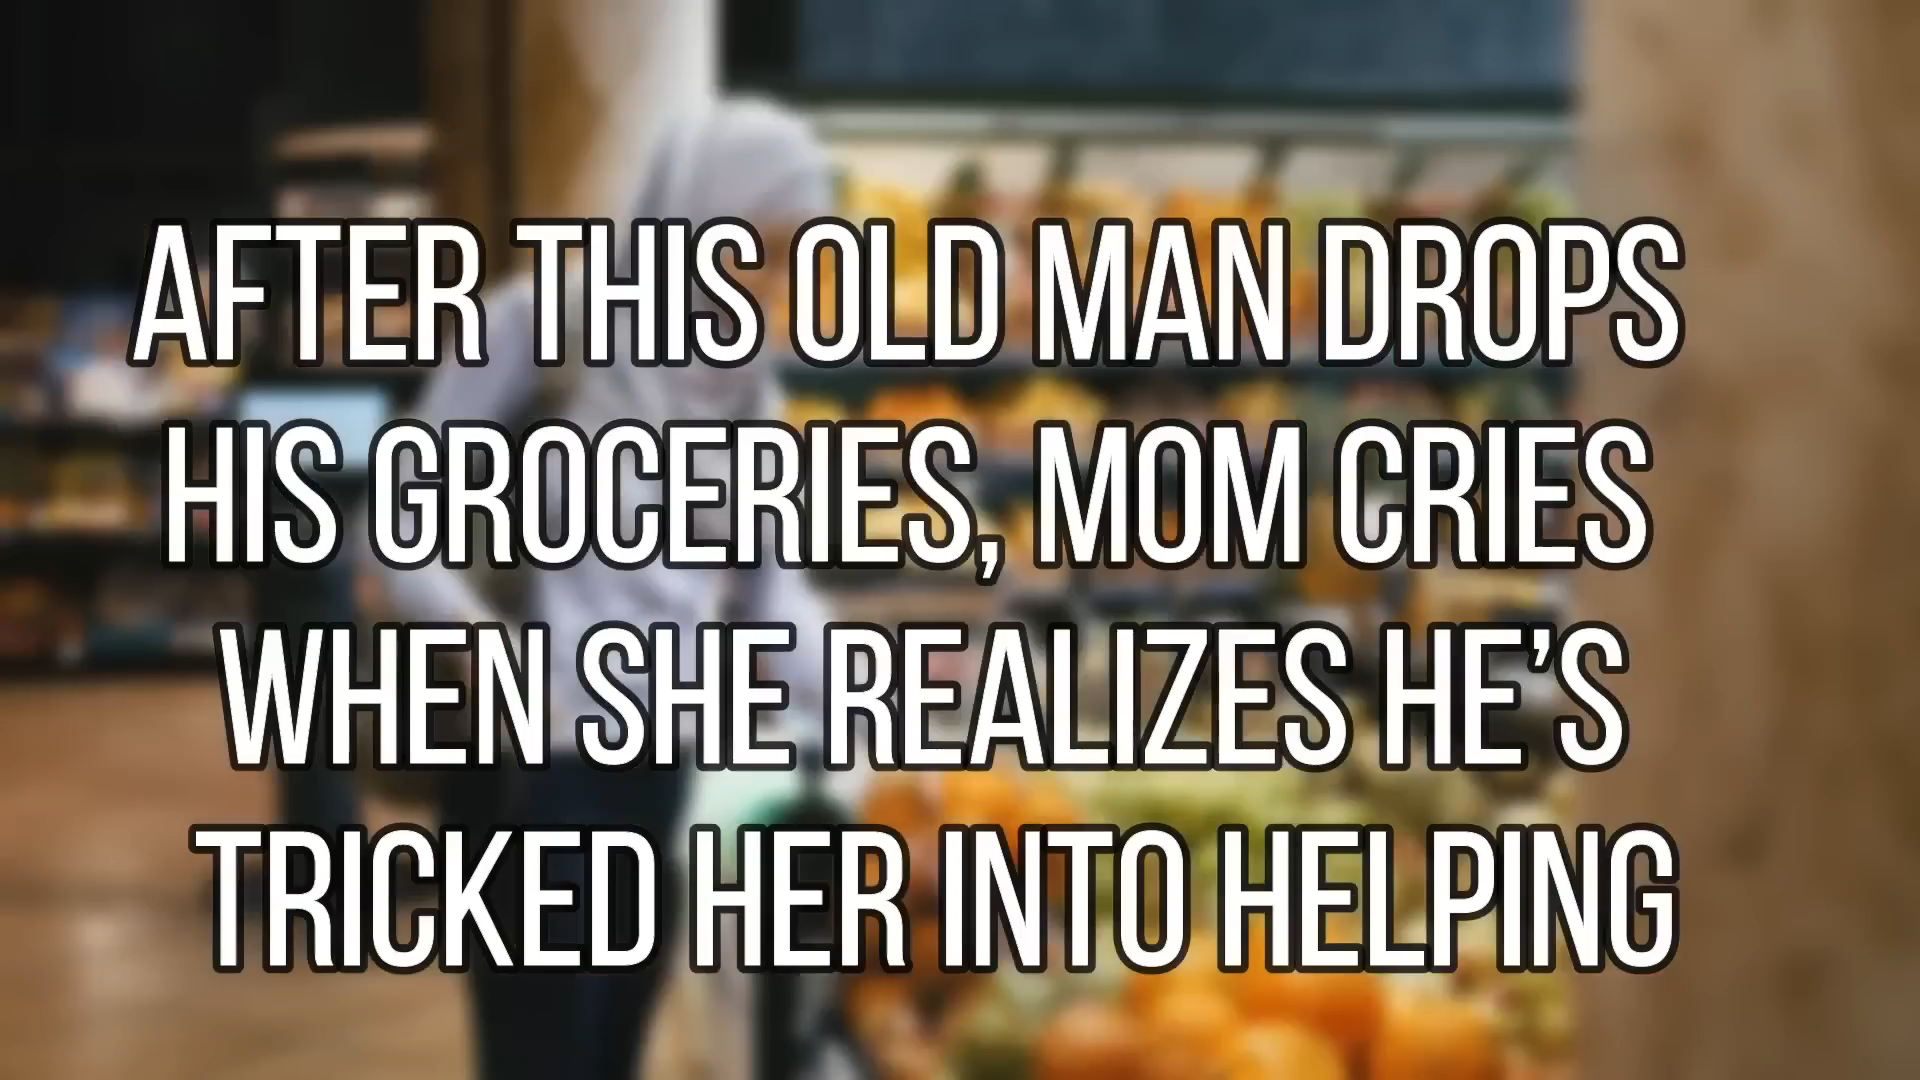 AFTER THIS OLD MAN DROPS
HIS GROCERIES, MOM CRIES
WHEN SHE REALIZES HE’S
TRICKED HER INTO HELPING